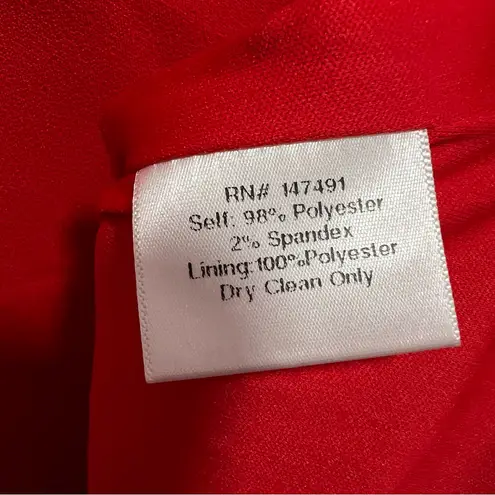 RN# 147491
Self: 98% Polyester
2% Spandex
Lining:100%Polyester
Dry Clean Only